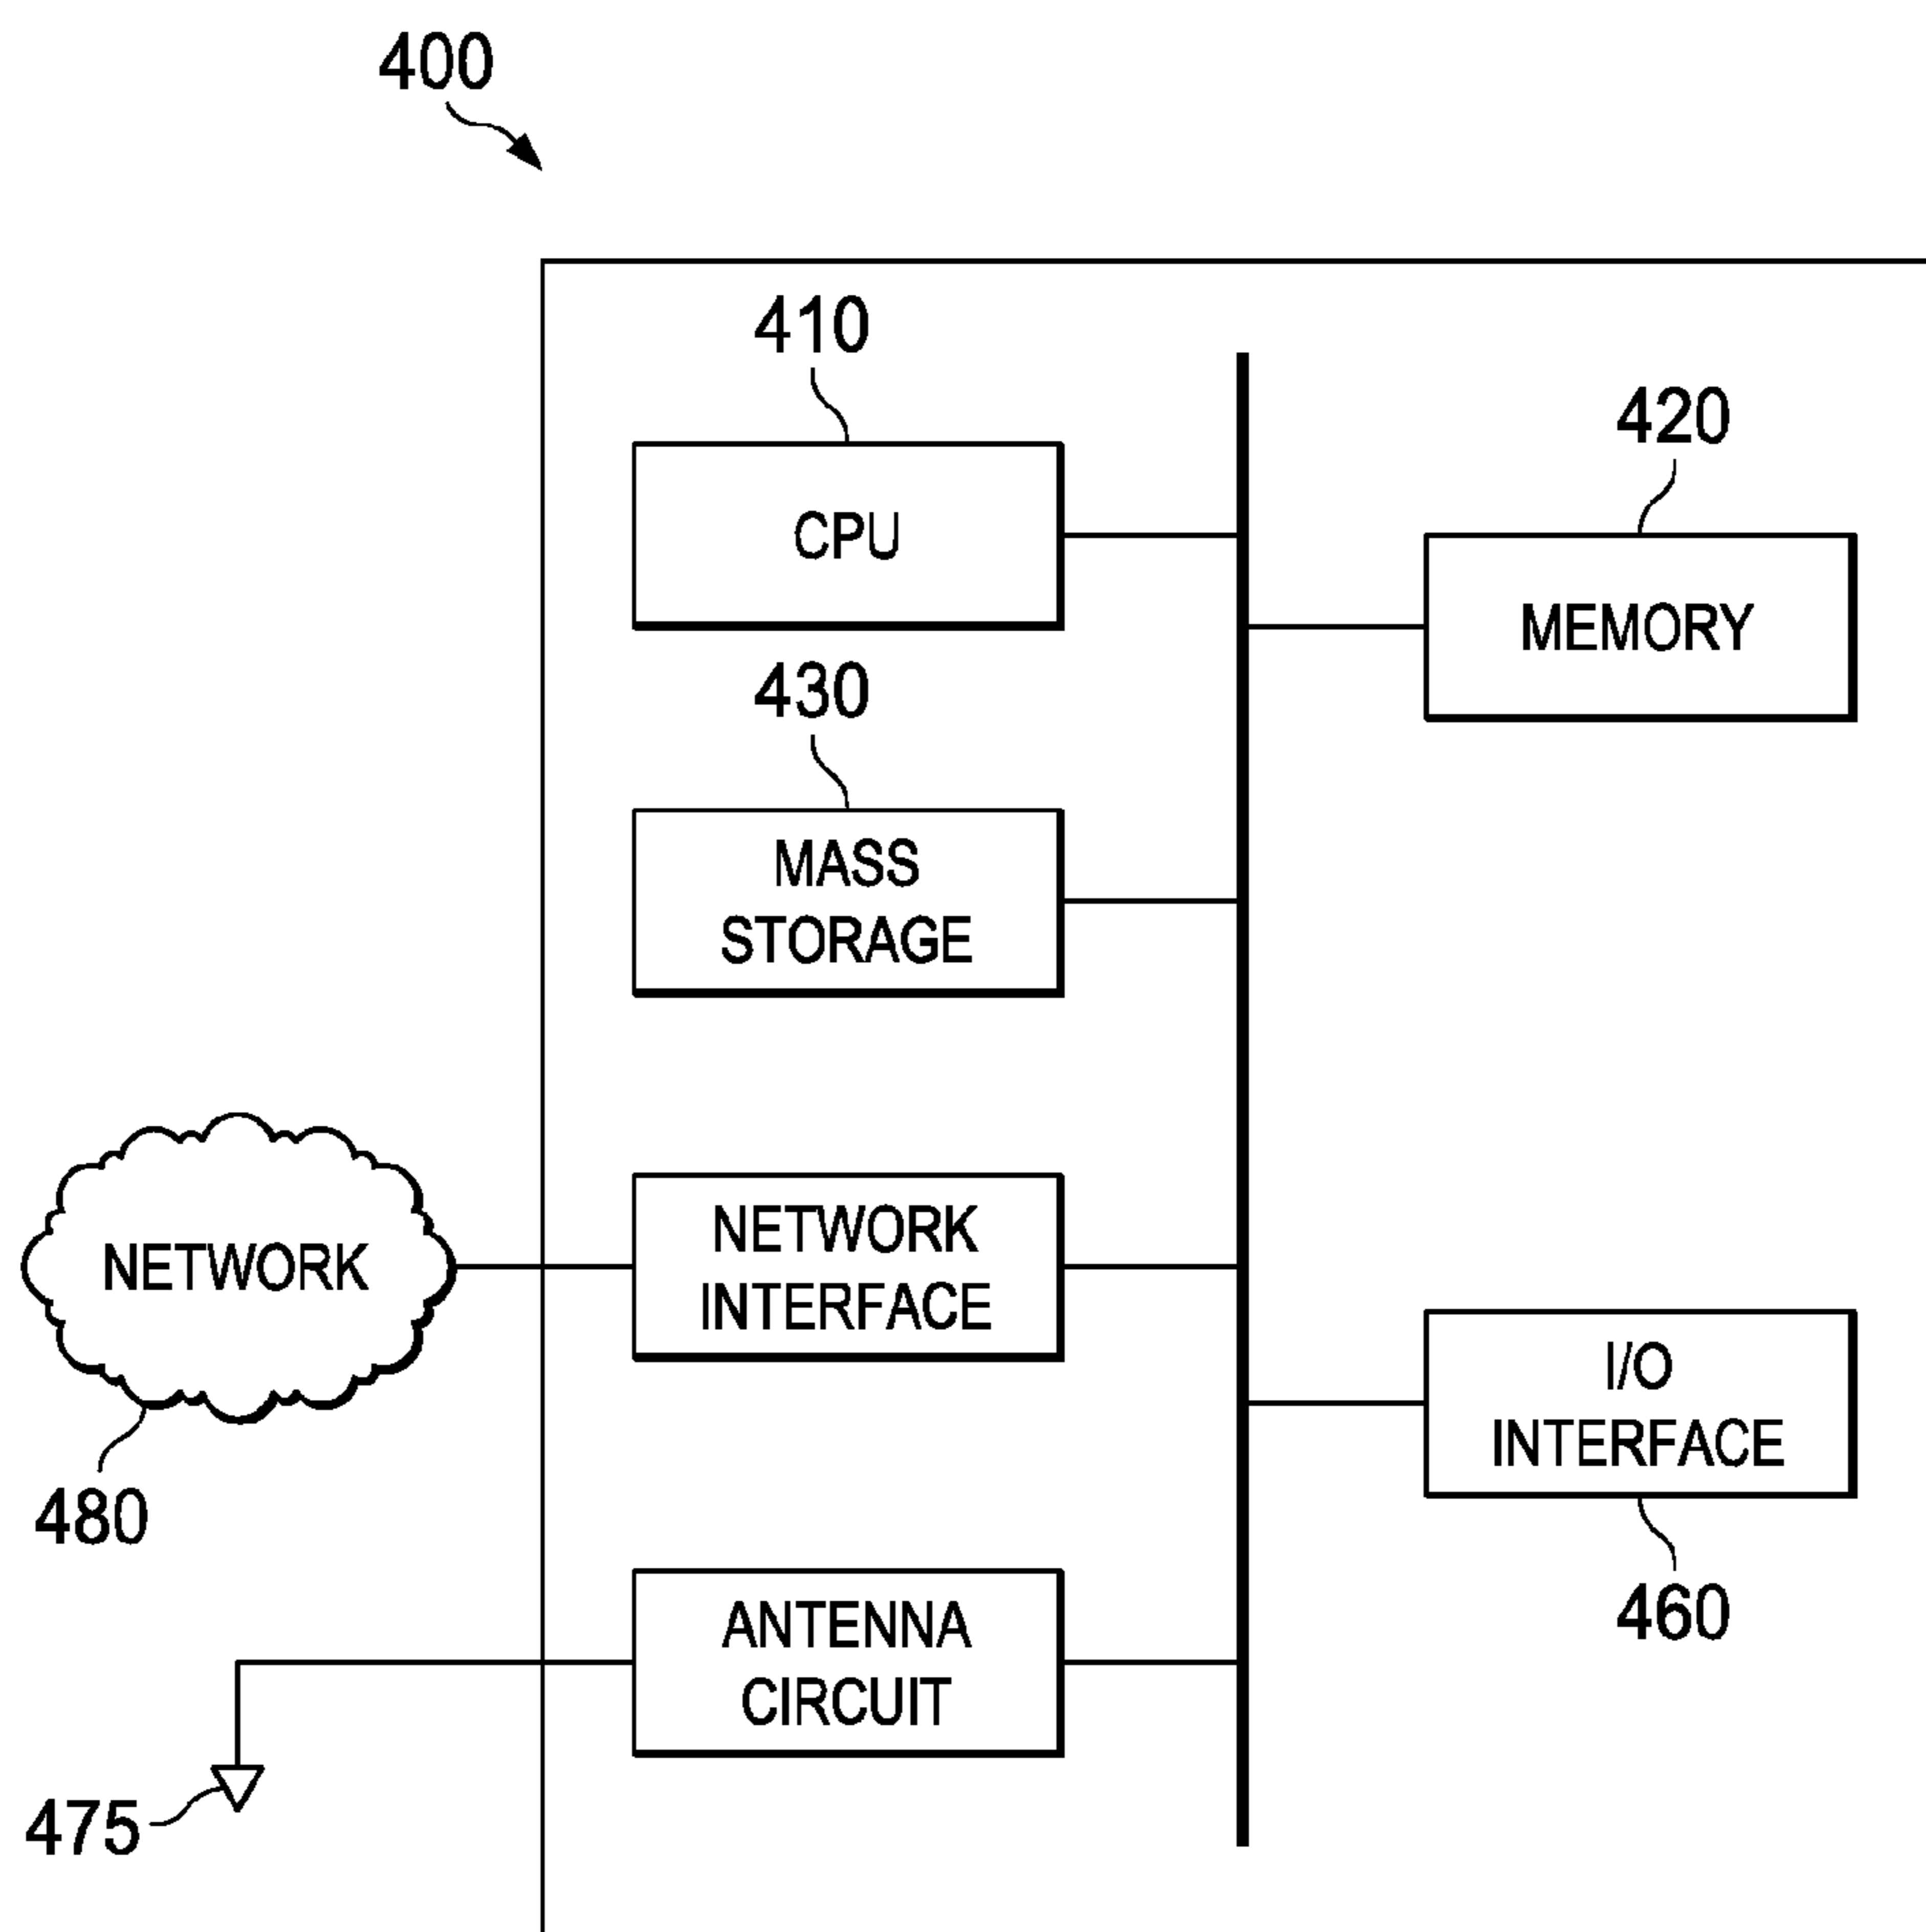 400
410
CPU
420
MEMORY
430
MASS
STORAGE
NETWORK
NETWORK
INTERFACE
I/O
INTERFACE
480
460
ANTENNA
CIRCUIT
475